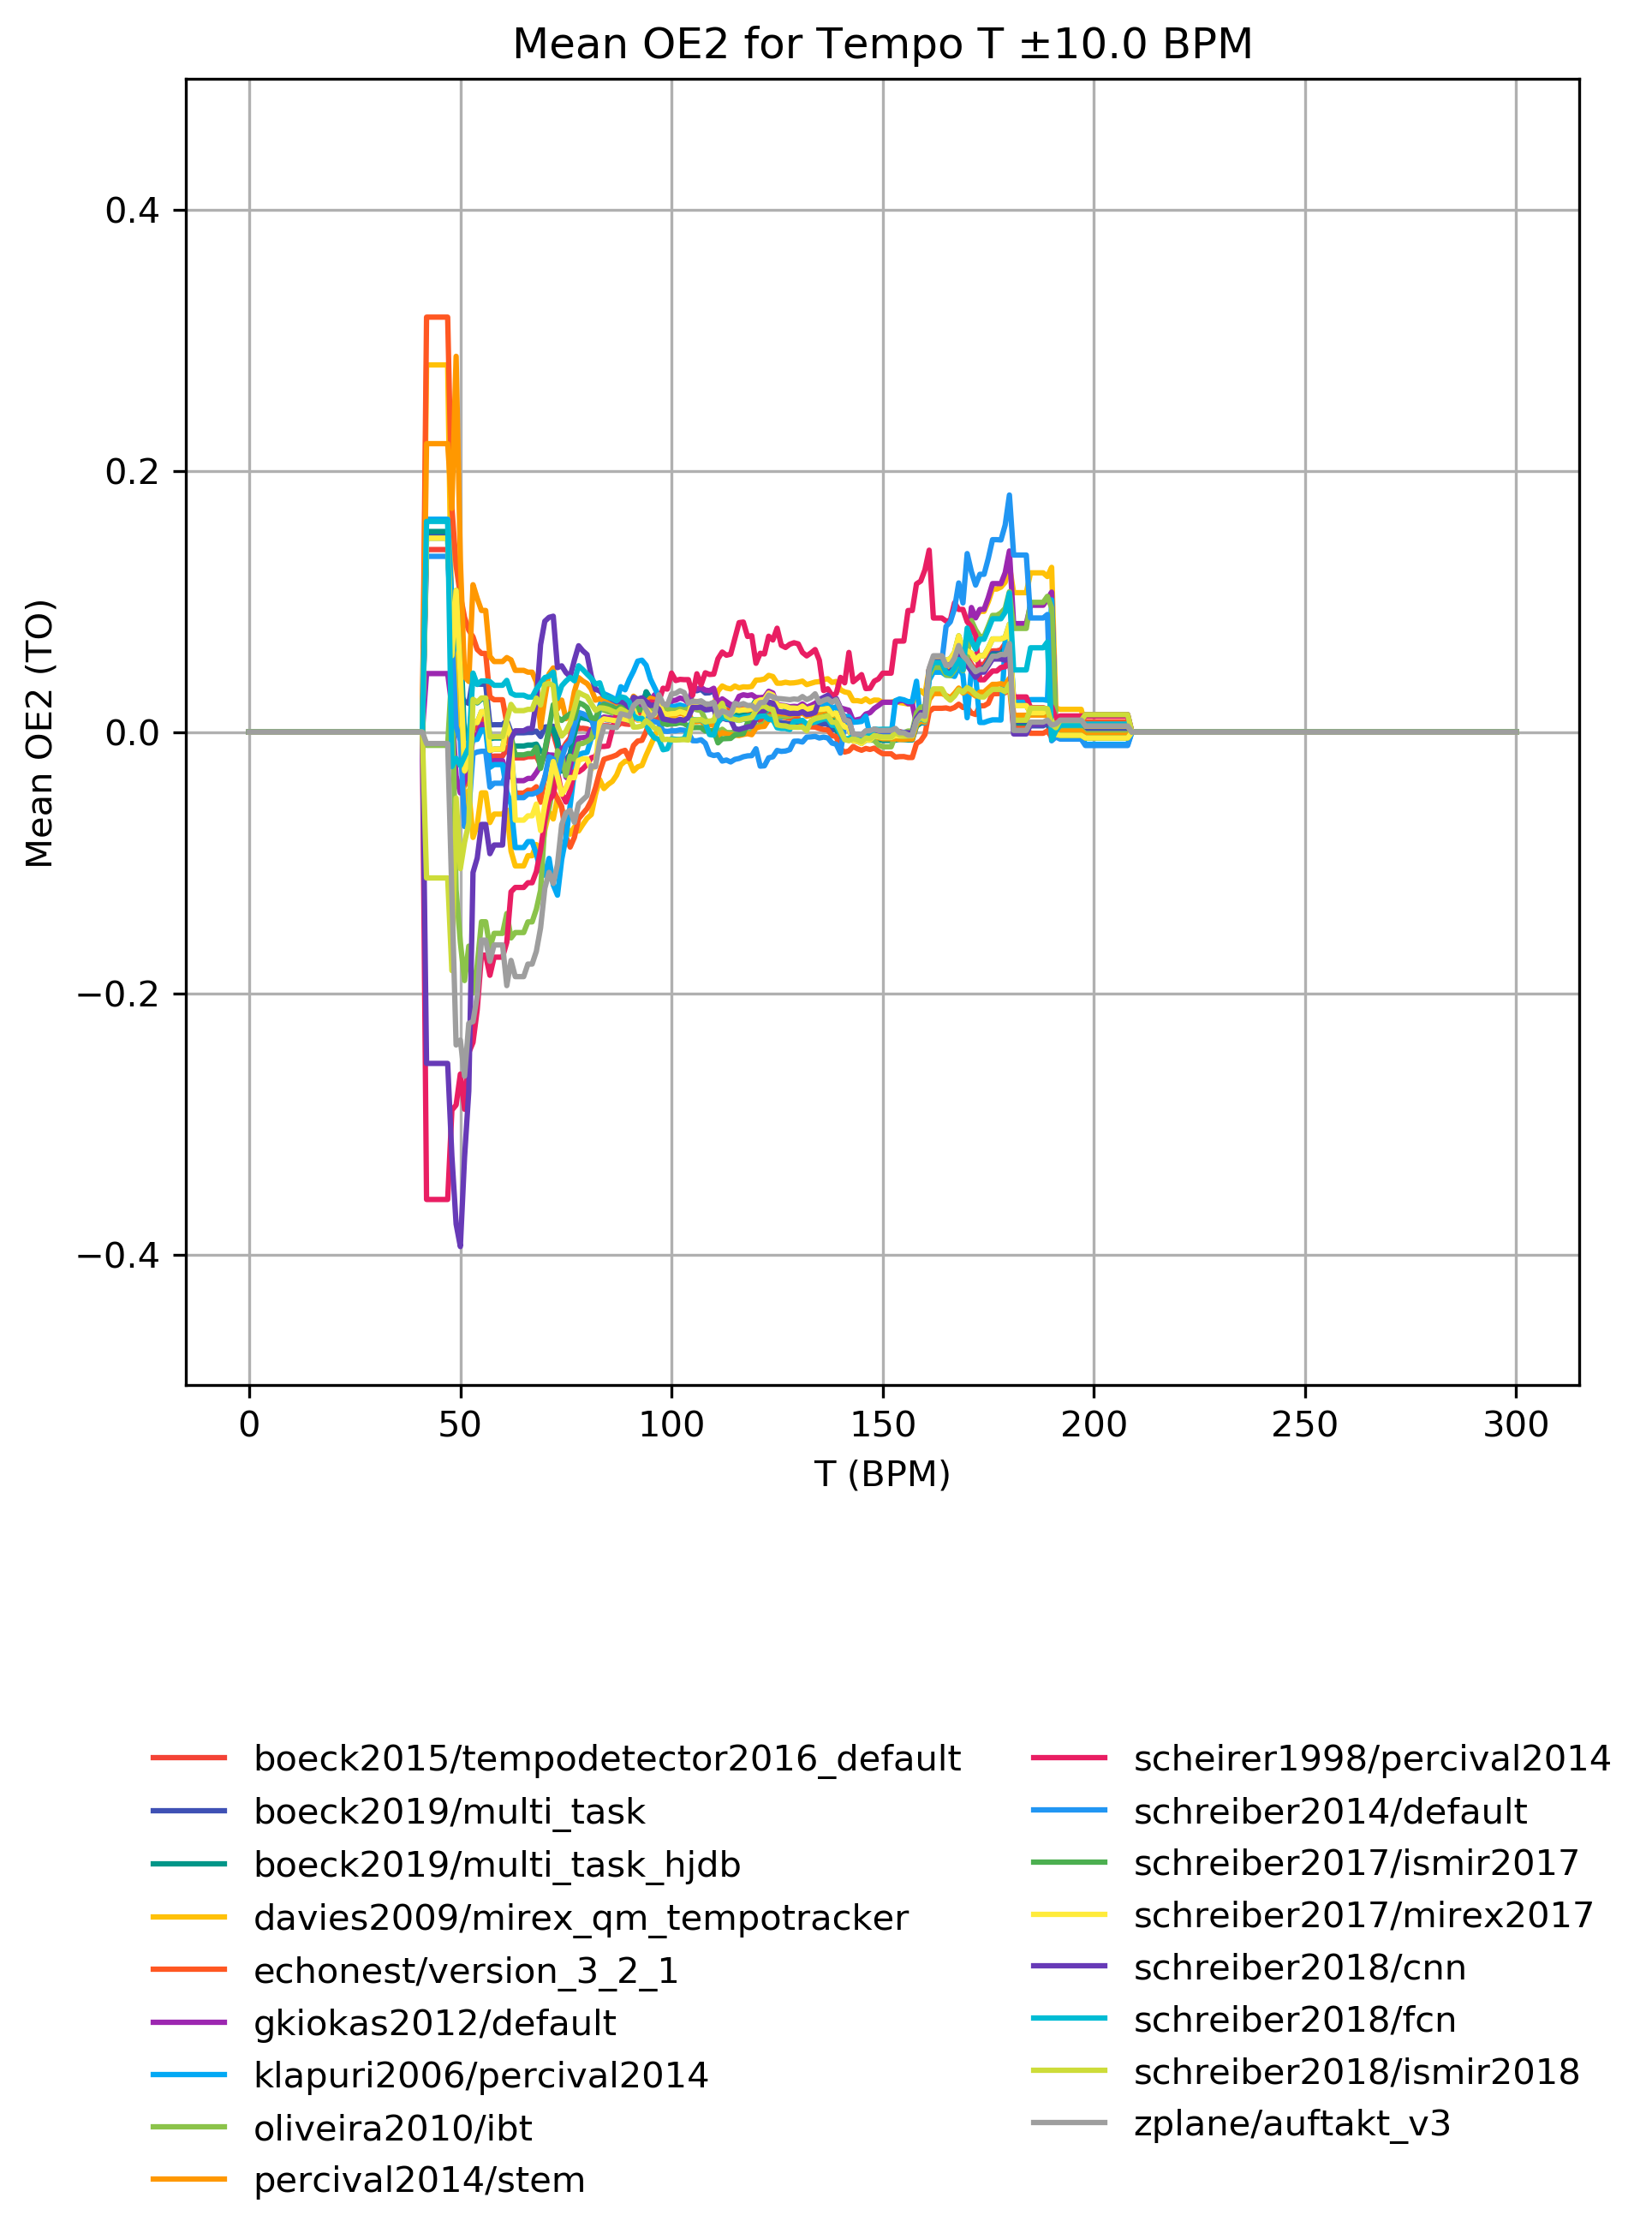 Mean OE2 for Tempo T ±10.0 BPM
0.4
0.2
0.0
−0.2
−0.4
Mean OE2 (TO)
0 50 100 150 200 250 300
T (BPM)
boeck2015/tempodetector2016_default
boeck2019/multi_task
boeck2019/multi_task_hjdb
davies2009/mirex_qm_tempotracker
echonest/version_3_2_1
gkiokas2012/default
klapuri2006/percival2014
oliveira2010/ibt
percival2014/stem
scheirer1998/percival2014
schreiber2014/default
schreiber2017/ismir2017
schreiber2017/mirex2017
schreiber2018/cnn
schreiber2018/fcn
schreiber2018/ismir2018
zplane/auftakt_v3